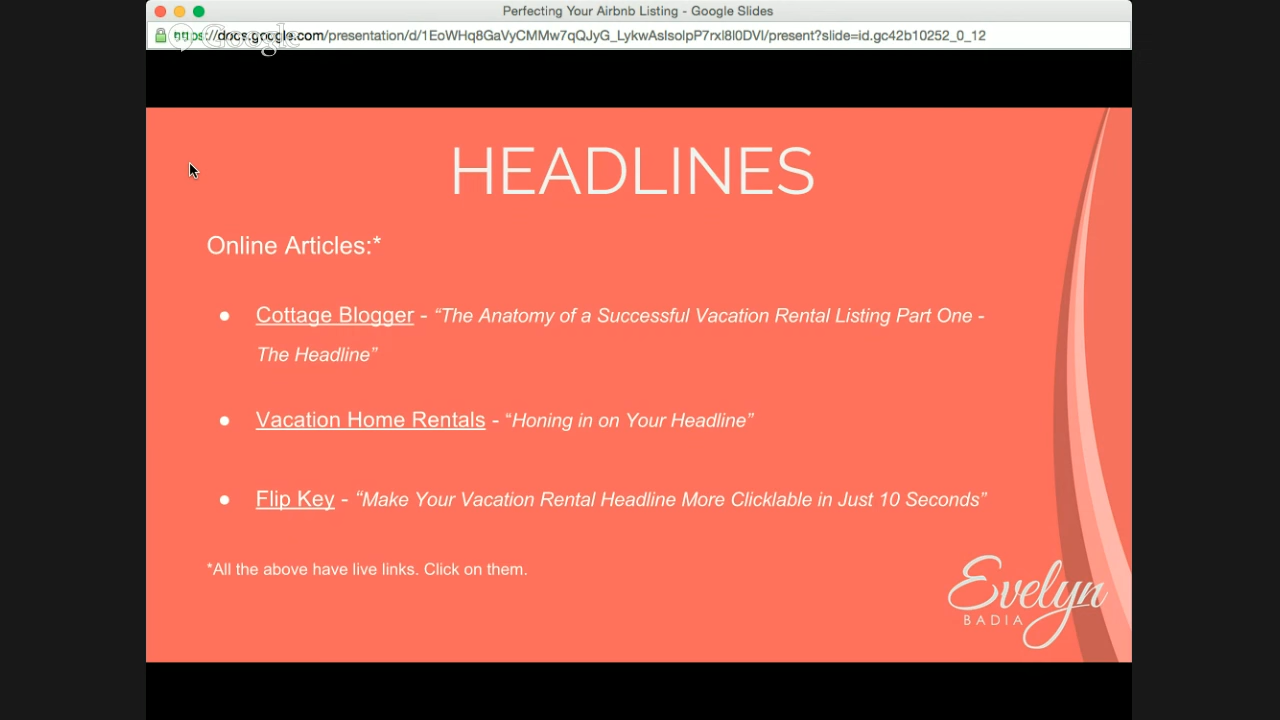 Perfecting Your Airbnb Listing - Google Slides
Google
https://docs.google.com/presentation/d/1EoWHq8GaVyCMMw7qQJyG_LykwAslsolpP7rxl8l0DVI/present?slide=id.gc42b10252_0_12
HEADLINES
Online Articles:*
● Cottage Blogger - “The Anatomy of a Successful Vacation Rental Listing Part One -
The Headline”
● Vacation Home Rentals - “Honing in on Your Headline”
● Flip Key - “Make Your Vacation Rental Headline More Clicklable in Just 10 Seconds”
*All the above have live links. Click on them.
Evelyn
BADIA